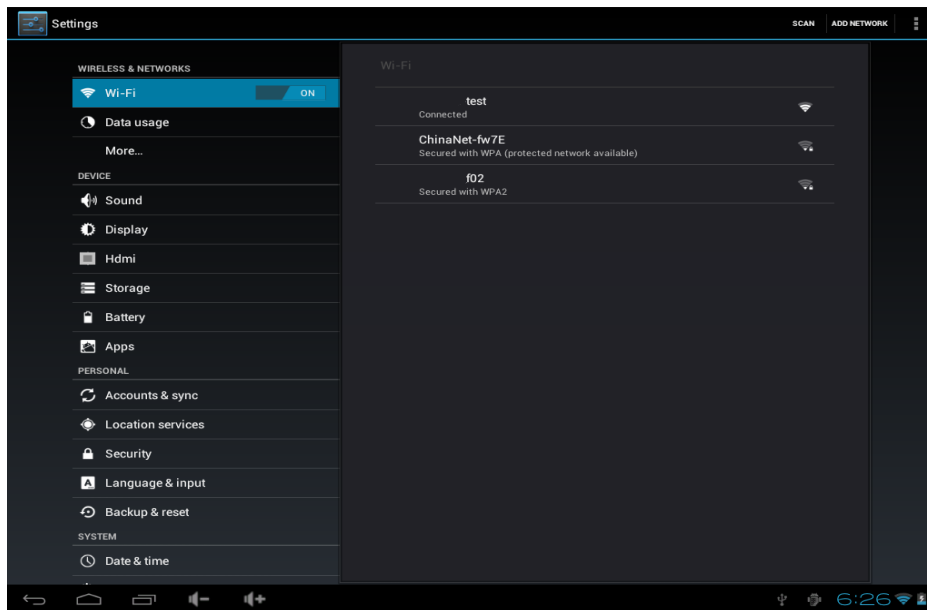 Settings
SCAN
ADD NETWORK
WIRELESS & NETWORKS
Wi-Fi
ON
Data usage
More...
DEVICE
Sound
Display
Hdmi
Storage
Battery
Apps
PERSONAL
Accounts & sync
Location services
Security
Language & input
Backup & reset
SYSTEM
Date & time
Wi-Fi
test
Connected
ChinaNet-fw7E
Secured with WPA (protected network available)
f02
Secured with WPA2
6:26